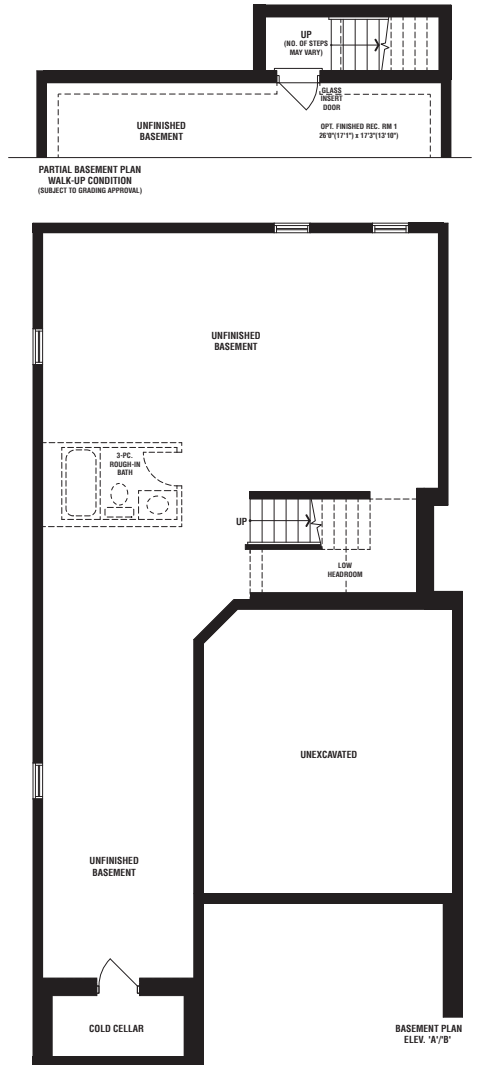 UP
(NO. OF STEPS
MAY VARY)
GLASS
INSERT
DOOR
UNFINISHED
BASEMENT
OPT. FINISHED REC. RM 1
26'0"(17'1") x 17'3"(13'10")
PARTIAL BASEMENT PLAN
WALK-UP CONDITION
(SUBJECT TO GRADING APPROVAL)
UNFINISHED
BASEMENT
3-PC.
ROUGH-IN
BATH
UP
LOW
HEADROOM
UNEXCAVATED
UNFINISHED
BASEMENT
COLD CELLAR
BASEMENT PLAN
ELEV. 'A'/'B'